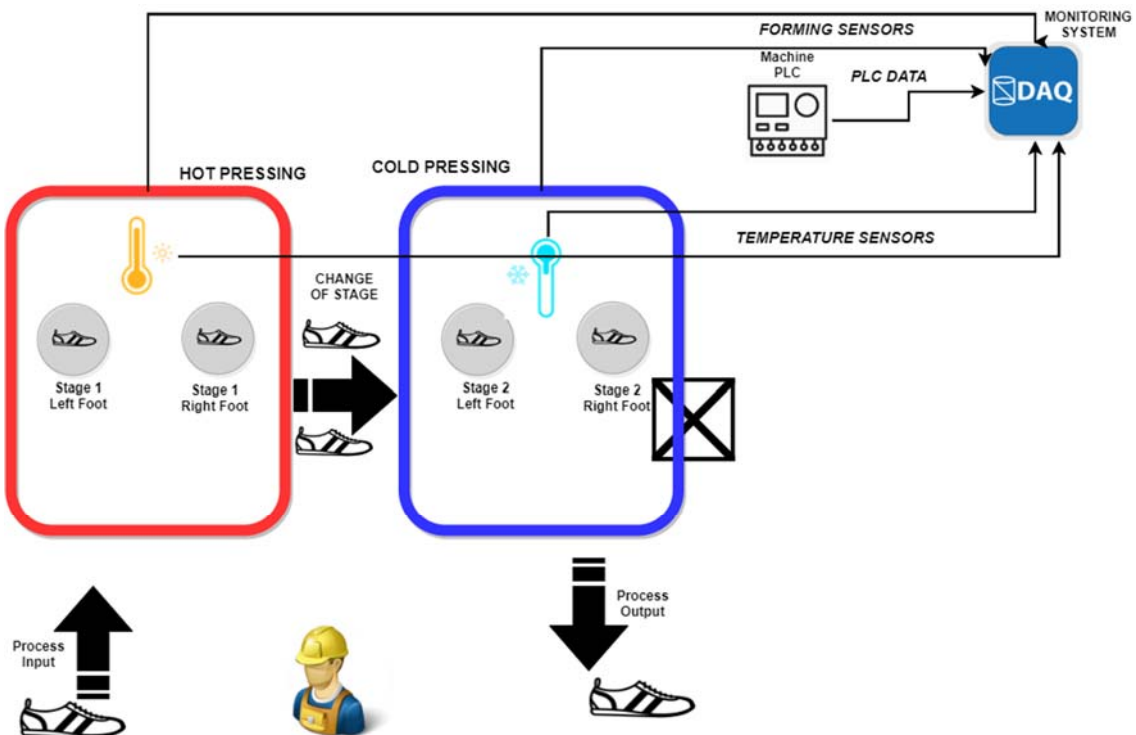 MONITORING
SYSTEM
FORMING SENSORS
Machine
PLC
PLC DATA
DAQ
HOT PRESSING
COLD PRESSING
TEMPERATURE SENSORS
CHANGE
OF STAGE
Stage 1
Left Foot
Stage 1
Right Foot
Stage 2
Left Foot
Stage 2
Right Foot
Process
Input
Process
Output